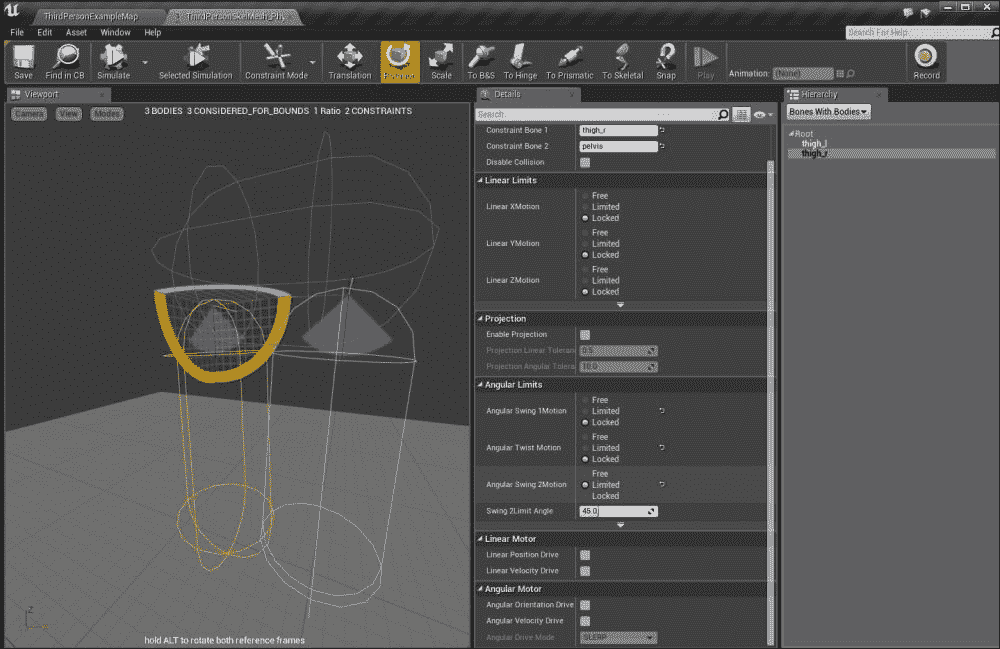 ThirdPersonExampleMap
ThirdPersonSkelMesh_Phy
File Edit Asset Window Help
Search For Help
Save Find in CB Simulate Selected Simulation Constraint Mode Translation Rotation Scale To B&S To Hinge To Prismatic To Skeletal Snap Play Animation: (None) Record
Viewport
Camera View Modes
3 BODIES 3 CONSIDERED_FOR_BOUNDS 1 Ratio 2 CONSTRAINTS
Z
hold ALT to rotate both reference frames
Details
Search
Constraint Bone 1 thigh_r
Constraint Bone 2 pelvis
Disable Collision
Linear Limits
Linear XMotion
Free
Limited
Locked
Linear YMotion
Free
Limited
Locked
Linear ZMotion
Free
Limited
Locked
Projection
Enable Projection
Projection Linear Toleran 0.5
Projection Angular Tolera 10.0
Angular Limits
Angular Swing 1Motion
Free
Limited
Locked
Angular Twist Motion
Free
Limited
Locked
Angular Swing 2Motion
Free
Limited
Locked
Swing 2Limit Angle 45.0
Linear Motor
Linear Position Drive
Linear Velocity Drive
Angular Motor
Angular Orientation Drive
Angular Velocity Drive
Angular Drive Mode SLERP
Hierarchy
Bones With Bodies
Root
thigh_l
thigh_r